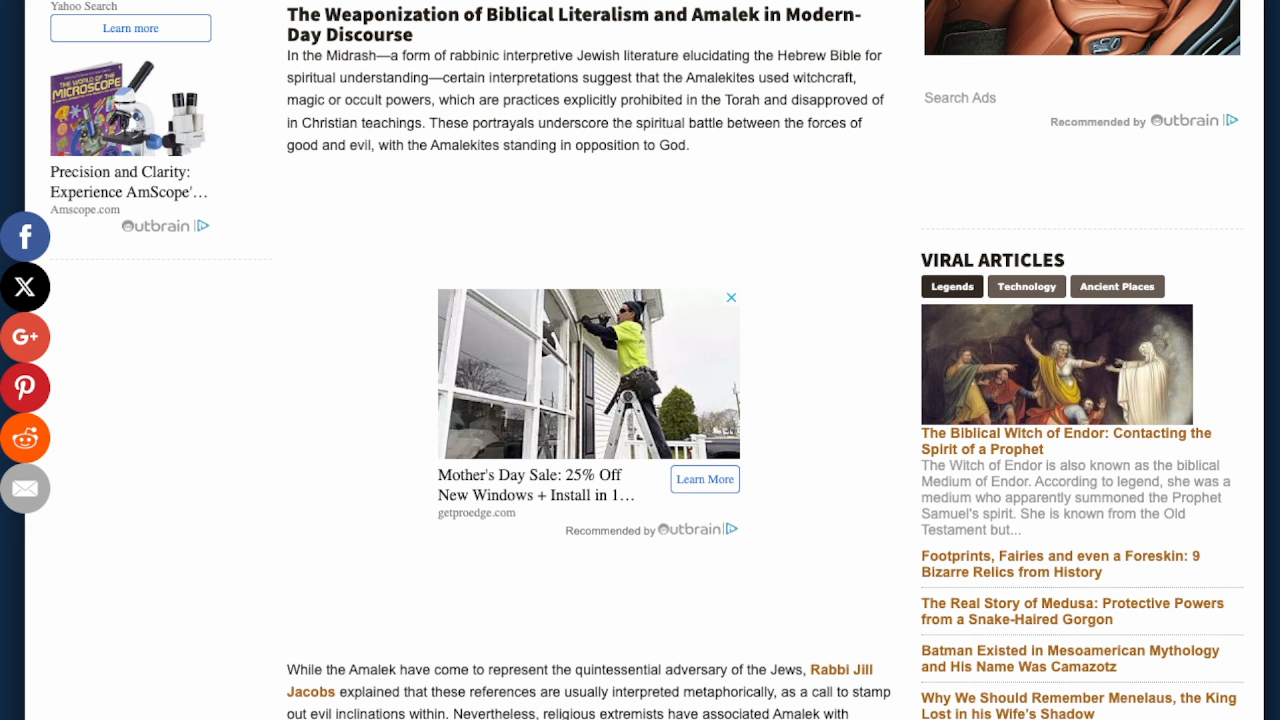 Yahoo Search
Learn more
THE WORLD OF THE
MICROSCOPE
Precision and Clarity:
Experience AmScope'…
Amscope.com
Outbrain
The Weaponization of Biblical Literalism and Amalek in Modern-
Day Discourse
In the Midrash—a form of rabbinic interpretive Jewish literature elucidating the Hebrew Bible for
spiritual understanding—certain interpretations suggest that the Amalekites used witchcraft,
magic or occult powers, which are practices explicitly prohibited in the Torah and disapproved of
in Christian teachings. These portrayals underscore the spiritual battle between the forces of
good and evil, with the Amalekites standing in opposition to God.
Mother's Day Sale: 25% Off
New Windows + Install in 1…
getproedge.com
Learn More
Recommended by Outbrain
While the Amalek have come to represent the quintessential adversary of the Jews, Rabbi Jill
Jacobs explained that these references are usually interpreted metaphorically, as a call to stamp
out evil inclinations within. Nevertheless, religious extremists have associated Amalek with
Search Ads
Recommended by Outbrain
VIRAL ARTICLES
Legends Technology Ancient Places
The Biblical Witch of Endor: Contacting the
Spirit of a Prophet
The Witch of Endor is also known as the biblical
Medium of Endor. According to legend, she was a
medium who apparently summoned the Prophet
Samuel's spirit. She is known from the Old
Testament but...
Footprints, Fairies and even a Foreskin: 9
Bizarre Relics from History
The Real Story of Medusa: Protective Powers
from a Snake-Haired Gorgon
Batman Existed in Mesoamerican Mythology
and His Name Was Camazotz
Why We Should Remember Menelaus, the King
Lost in his Wife's Shadow
f
X
G+